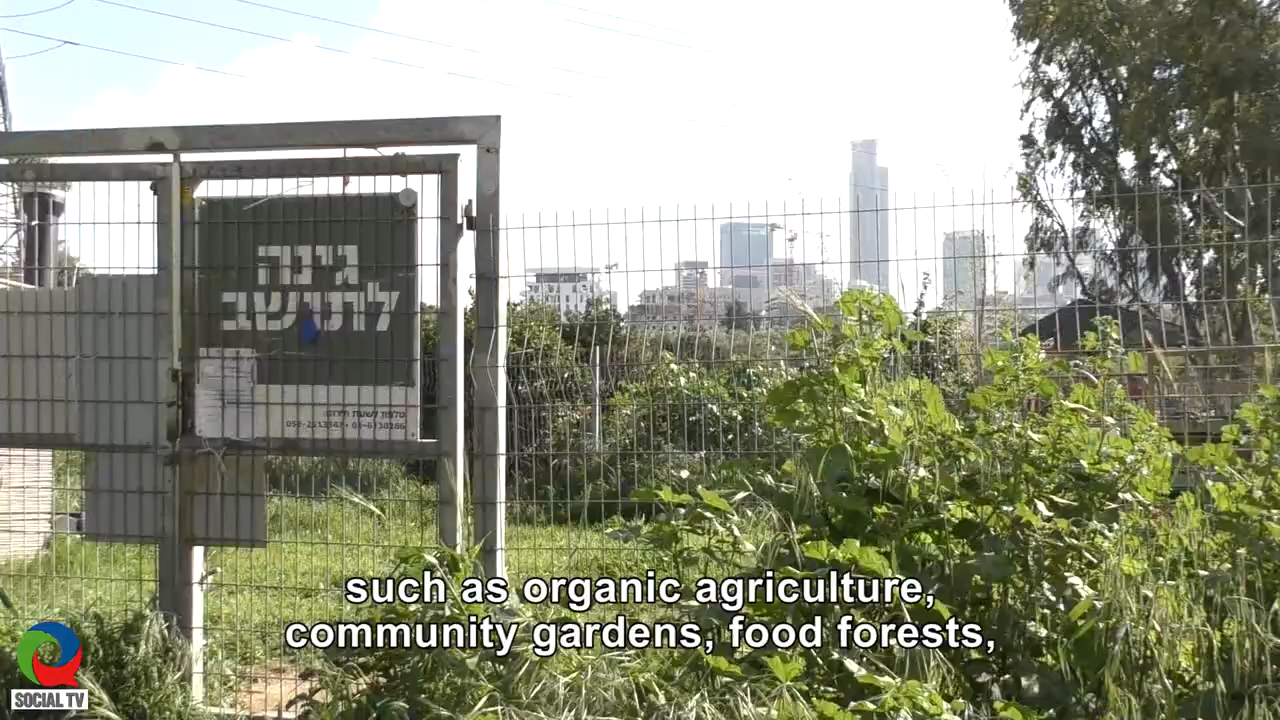 גינה
לתושב
such as organic agriculture,
community gardens, food forests,
SOCIAL TV